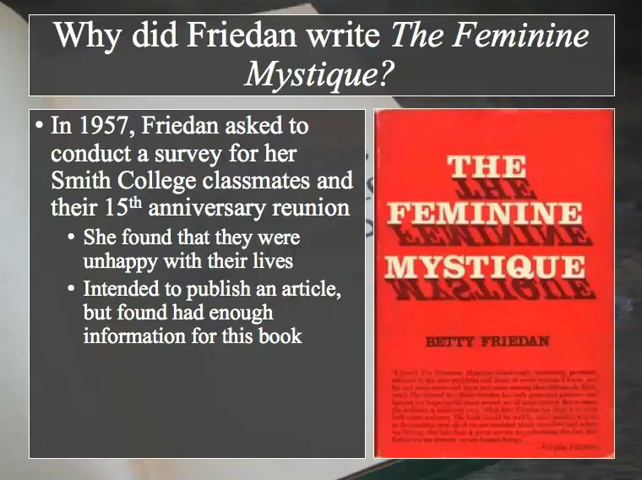 Why did Friedan write The Feminine
Mystique?
• In 1957, Friedan asked to
conduct a survey for her
Smith College classmates and
their 15th anniversary reunion
• She found that they were
unhappy with their lives
• Intended to publish an article,
but found had enough
information for this book
THE
FEMININE
MYSTIQUE
BETTY FRIEDAN